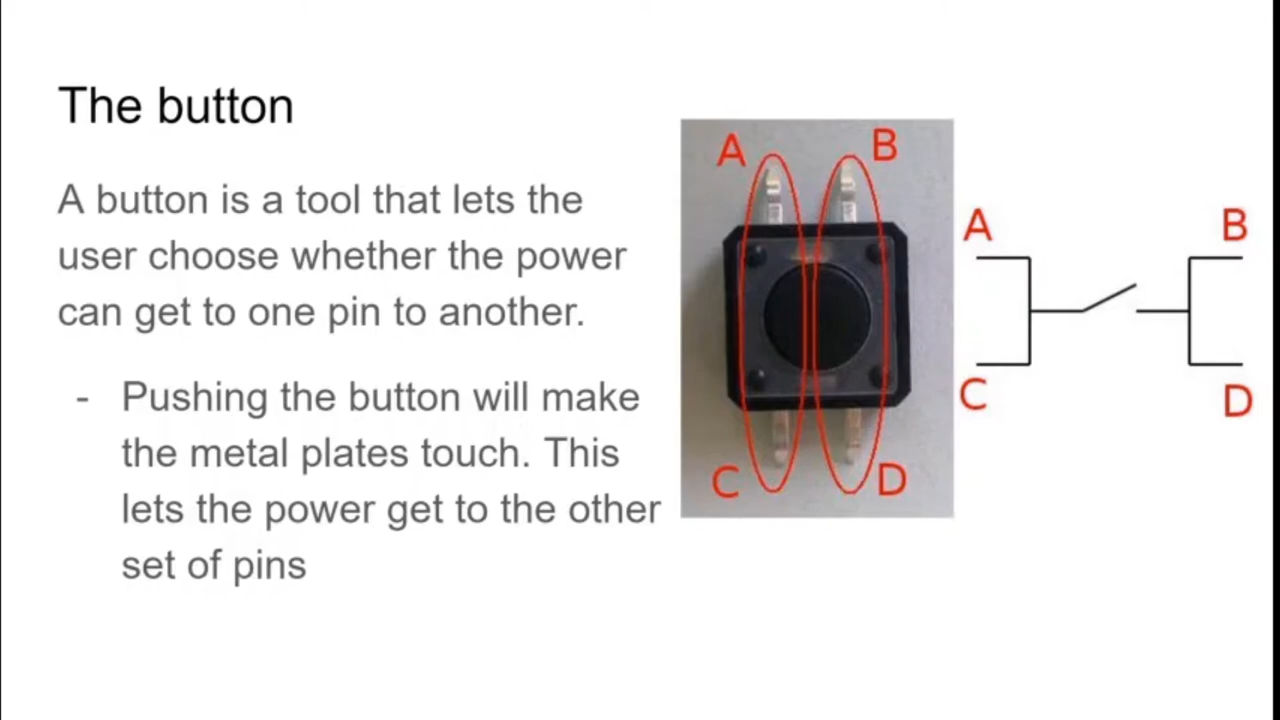 The button
A button is a tool that lets the
user choose whether the power
can get to one pin to another.
- Pushing the button will make
the metal plates touch. This
lets the power get to the other
set of pins
A B
C D
A B
C D